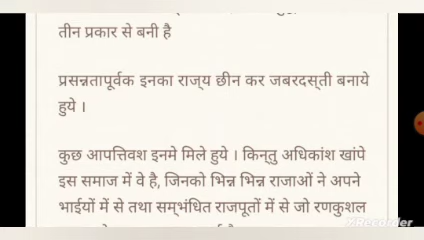 तीन प्रकार से बनी है
प्रसन्नतापूर्वक इनका राज्य छीन कर जबरदस्ती बनाये
हुये ।
कुछ आपत्तिवश इनमे मिले हुये । किन्तु अधिकांश खांपे
इस समाज में वे है, जिनको भिन्न भिन्न राजाओं ने अपने
भाईयों में से तथा सम्भंधित राजपूतों में से जो रणकुशल
Recorder